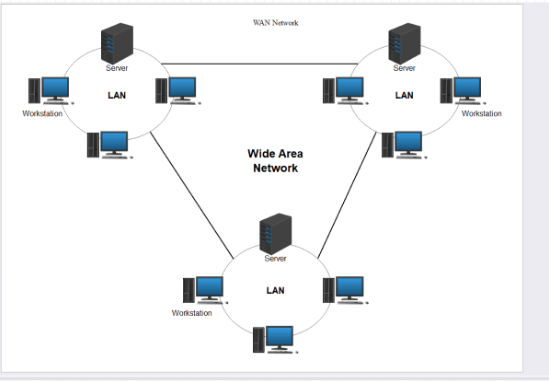 WAN Network
Server
Server
LAN
LAN
Workstation
Workstation
Wide Area
Network
Server
LAN
Workstation